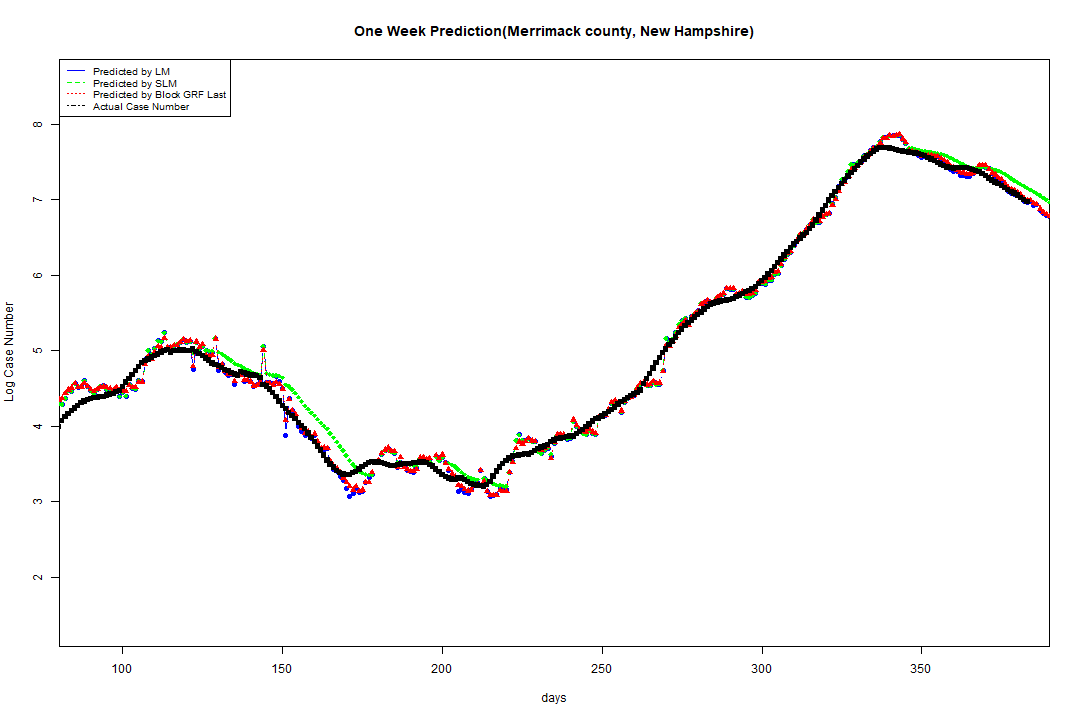 One Week Prediction(Merrimack county, New Hampshire)
Predicted by LM
Predicted by SLM
Predicted by Block GRF Last
Actual Case Number
Log Case Number
8
7
6
5
4
3
2
100 150 200 250 300 350
days